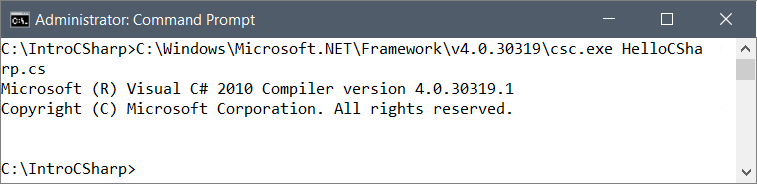 Administrator: Command Prompt
C:\IntroCSharp>C:\Windows\Microsoft.NET\Framework\v4.0.30319\csc.exe HelloCSha
rp.cs
Microsoft (R) Visual C# 2010 Compiler version 4.0.30319.1
Copyright (C) Microsoft Corporation. All rights reserved.
C:\IntroCSharp>